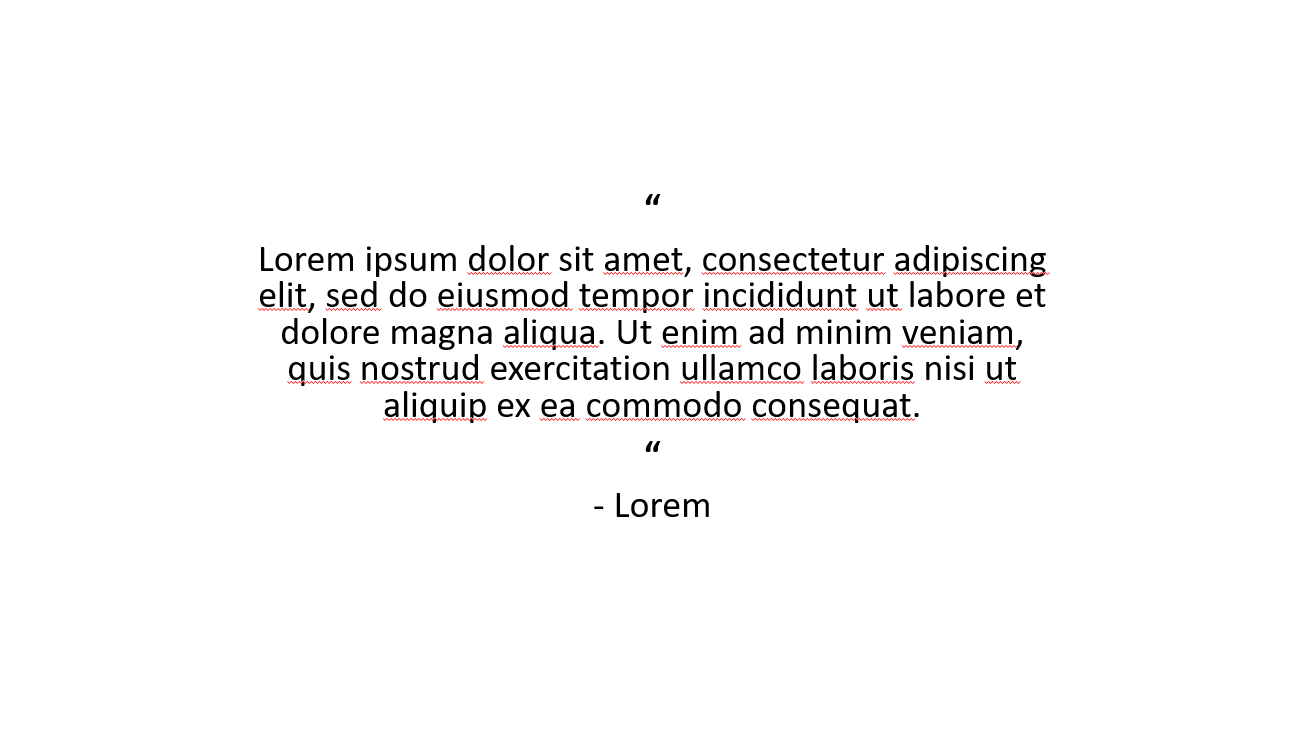 “
Lorem ipsum dolor sit amet, consectetur adipiscing
elit, sed do eiusmod tempor incididunt ut labore et
dolore magna aliqua. Ut enim ad minim veniam,
quis nostrud exercitation ullamco laboris nisi ut
aliquip ex ea commodo consequat.
“
- Lorem